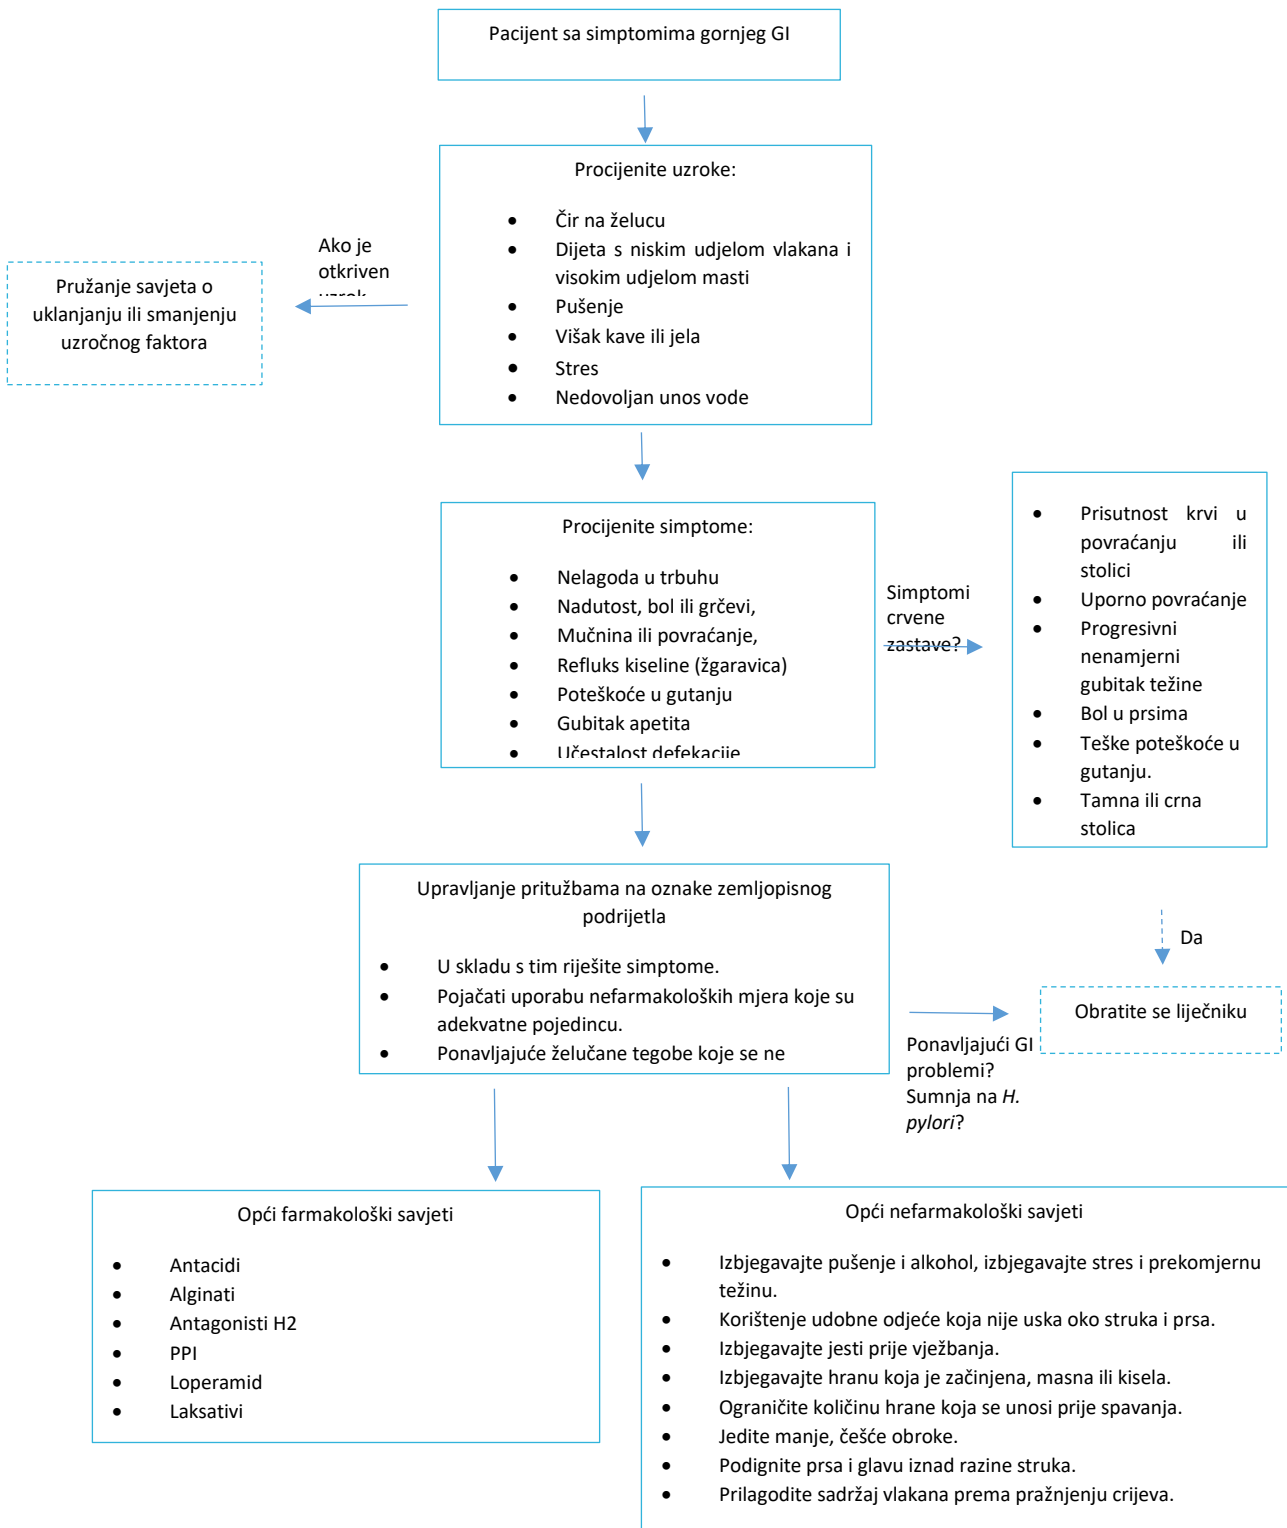 Pacijent sa simptomima gornjeg GI
Procijenite uzroke:
• Čir na želucu
• Dijeta s niskim udjelom vlakana i
visokim udjelom masti
• Pušenje
• Višak kave ili jela
• Stres
• Nedovoljan unos vode
Ako je
otkriven
uzrok
Pružanje savjeta o
uklanjanju ili smanjenju
uzročnog faktora
Procijenite simptome:
• Nelagoda u trbuhu
• Nadutost, bol ili grčevi,
• Mučnina ili povraćanje,
• Refluks kiseline (žgaravica)
• Poteškoće u gutanju
• Gubitak apetita
• Učestalost defekacije
Simptomi
crvene
zastave?
• Prisutnost krvi u
povraćanju ili
stolici
• Uporno povraćanje
• Progresivni
nenamjerni
gubitak težine
• Bol u prsima
• Teške poteškoće u
gutanju.
• Tamna ili crna
stolica
Da
Obratite se liječniku
Upravljanje pritužbama na oznake zemljopisnog
podrijetla
• U skladu s tim riješite simptome.
• Pojačati uporabu nefarmakoloških mjera koje su
adekvatne pojedincu.
• Ponavljajuće želučane tegobe koje se ne
Ponavljajući GI
problemi?
Sumnja na H.
pylori?
Opći farmakološki savjeti
• Antacidi
• Alginati
• Antagonisti H2
• PPI
• Loperamid
• Laksativi
Opći nefarmakološki savjeti
• Izbjegavajte pušenje i alkohol, izbjegavajte stres i prekomjernu
težinu.
• Korištenje udobne odjeće koja nije uska oko struka i prsa.
• Izbjegavajte jesti prije vježbanja.
• Izbjegavajte hranu koja je začinjena, masna ili kisela.
• Ograničite količinu hrane koja se unosi prije spavanja.
• Jedite manje, češće obroke.
• Podignite prsa i glavu iznad razine struka.
• Prilagodite sadržaj vlakana prema pražnjenju crijeva.